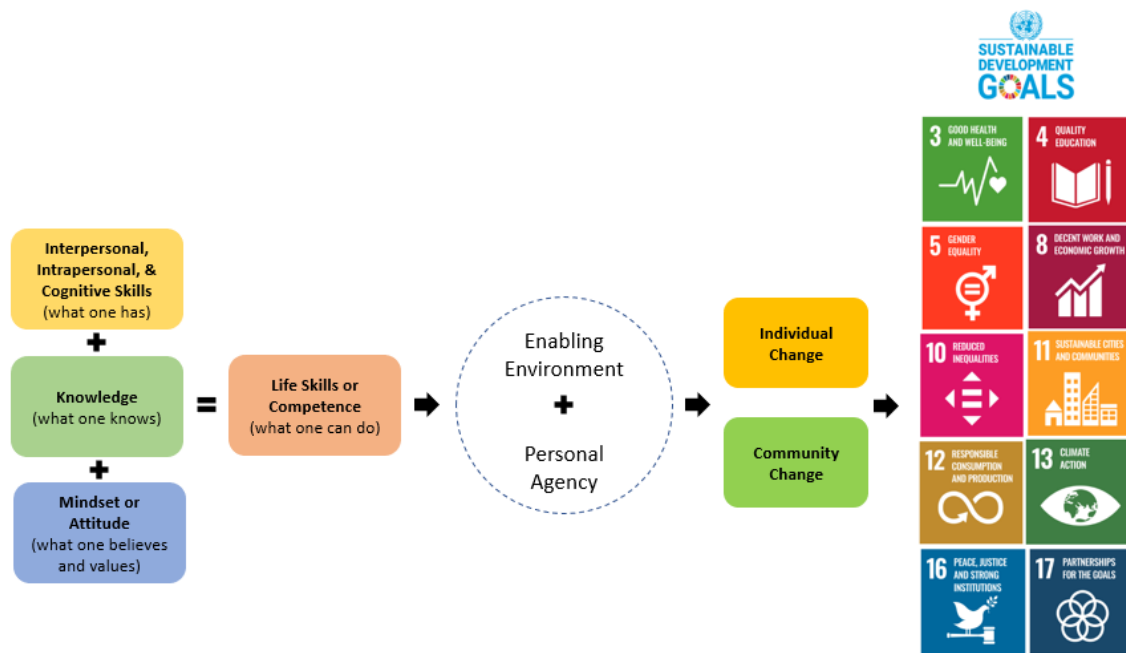 SUSTAINABLE
DEVELOPMENT
GOALS
Interpersonal,
Intrapersonal, &
Cognitive Skills
(what one has)
+
Knowledge
(what one knows)
+
Mindset or
Attitude
(what one believes
and values)
=
Life Skills or
Competence
(what one can do)
Enabling
Environment
+
Personal
Agency
Individual
Change
Community
Change
3 GOOD HEALTH
AND WELL-BEING
4 QUALITY
EDUCATION
5 GENDER
EQUALITY
8 DECENT WORK AND
ECONOMIC GROWTH
10 REDUCED
INEQUALITIES
11 SUSTAINABLE CITIES
AND COMMUNITIES
12 RESPONSIBLE
CONSUMPTION
AND PRODUCTION
13 CLIMATE
ACTION
16 PEACE, JUSTICE
AND STRONG
INSTITUTIONS
17 PARTNERSHIPS
FOR THE GOALS